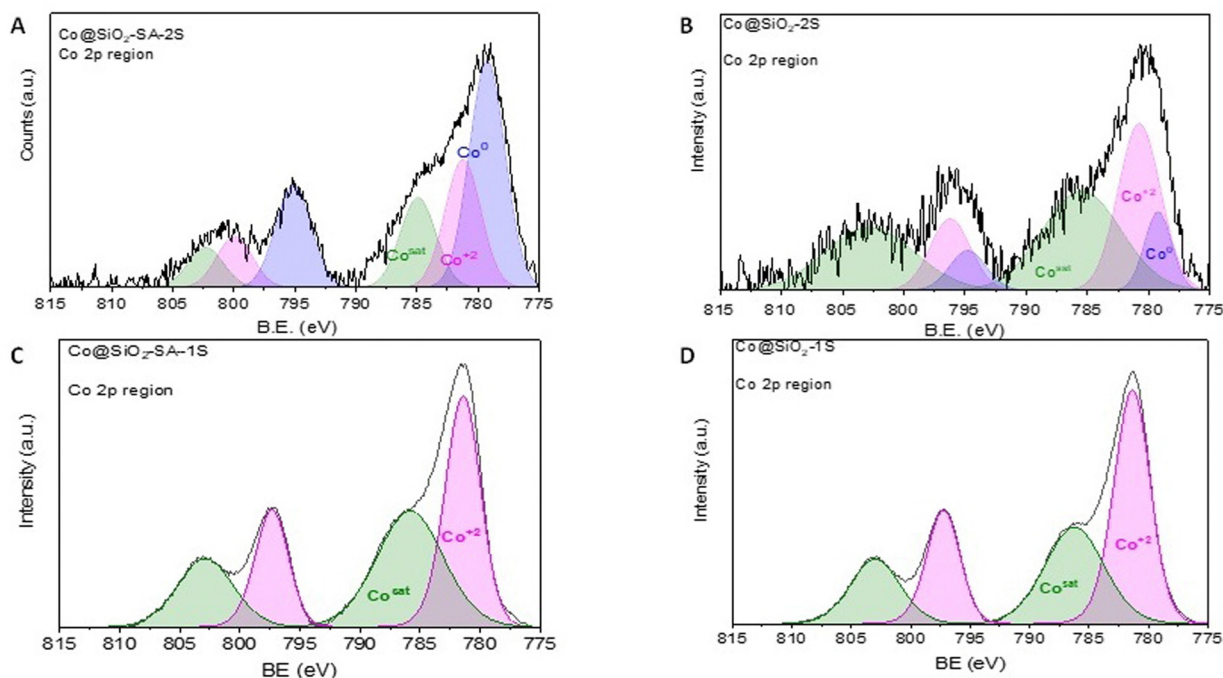 A
Co@SiO₂-SA-2S
Co 2p region
Counts (a.u.)
Co⁰
Coˢᵃᵗ
Co⁺²
815 810 805 800 795 790 785 780 775
B.E. (eV)
B
Co@SiO₂-2S
Co 2p region
Intensity (a.u.)
Co⁺²
Co⁰
Coˢᵃᵗ
815 810 805 800 795 790 785 780 775
B.E. (eV)
C
Co@SiO₂-SA-1S
Co 2p region
Intensity (a.u.)
Co⁺²
Coˢᵃᵗ
815 810 805 800 795 790 785 780 775
BE (eV)
D
Co@SiO₂-1S
Co 2p region
Intensity (a.u.)
Co⁺²
Coˢᵃᵗ
815 810 805 800 795 790 785 780 775
BE (eV)